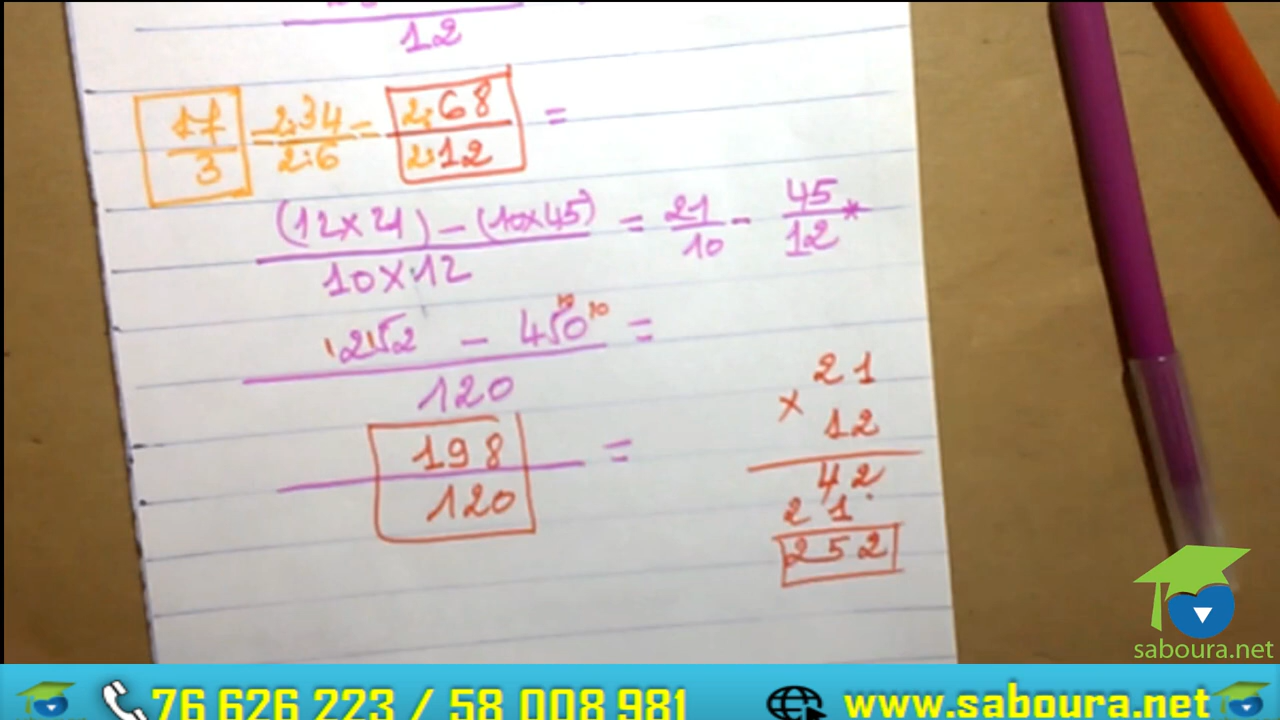 12
17/3 = 2:34/2:6 = 2:68/2:12 =
(12×21) - (10×45) / 10×12 = 21/10 - 45/12 *
252 - 450 / 120 =
198/120 =
21
× 12
42
21.
252
saboura.net
76 626 223 / 58 008 981 www.saboura.net